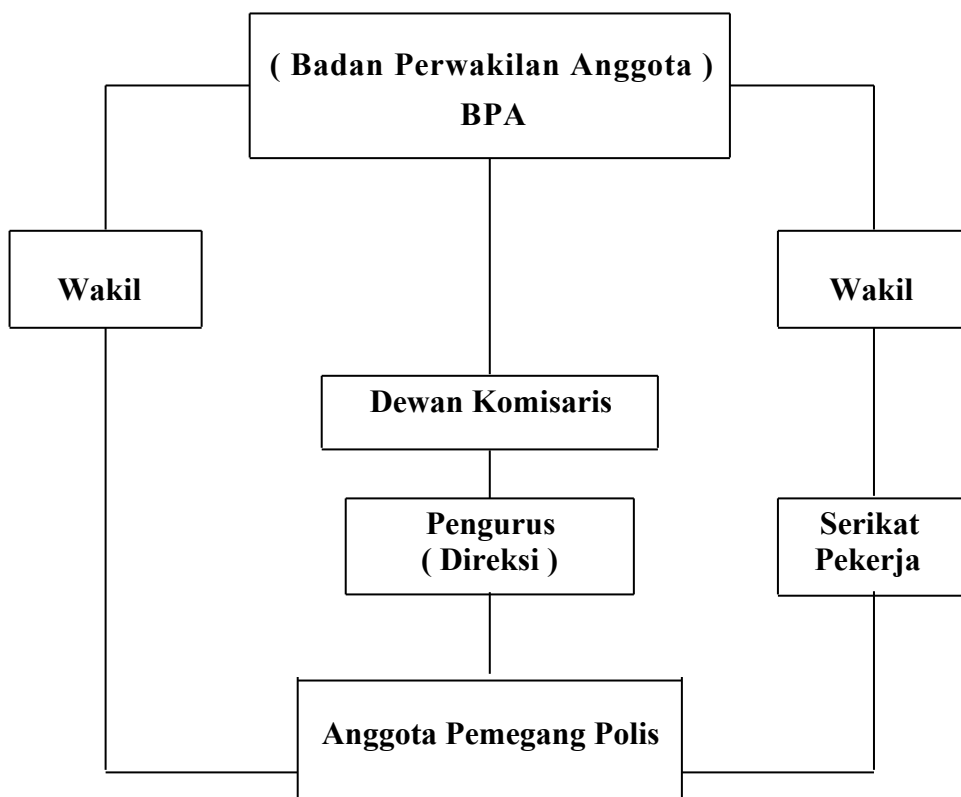 ( Badan Perwakilan Anggota )
BPA
Wakil
Wakil
Dewan Komisaris
Pengurus
( Direksi )
Serikat
Pekerja
Anggota Pemegang Polis